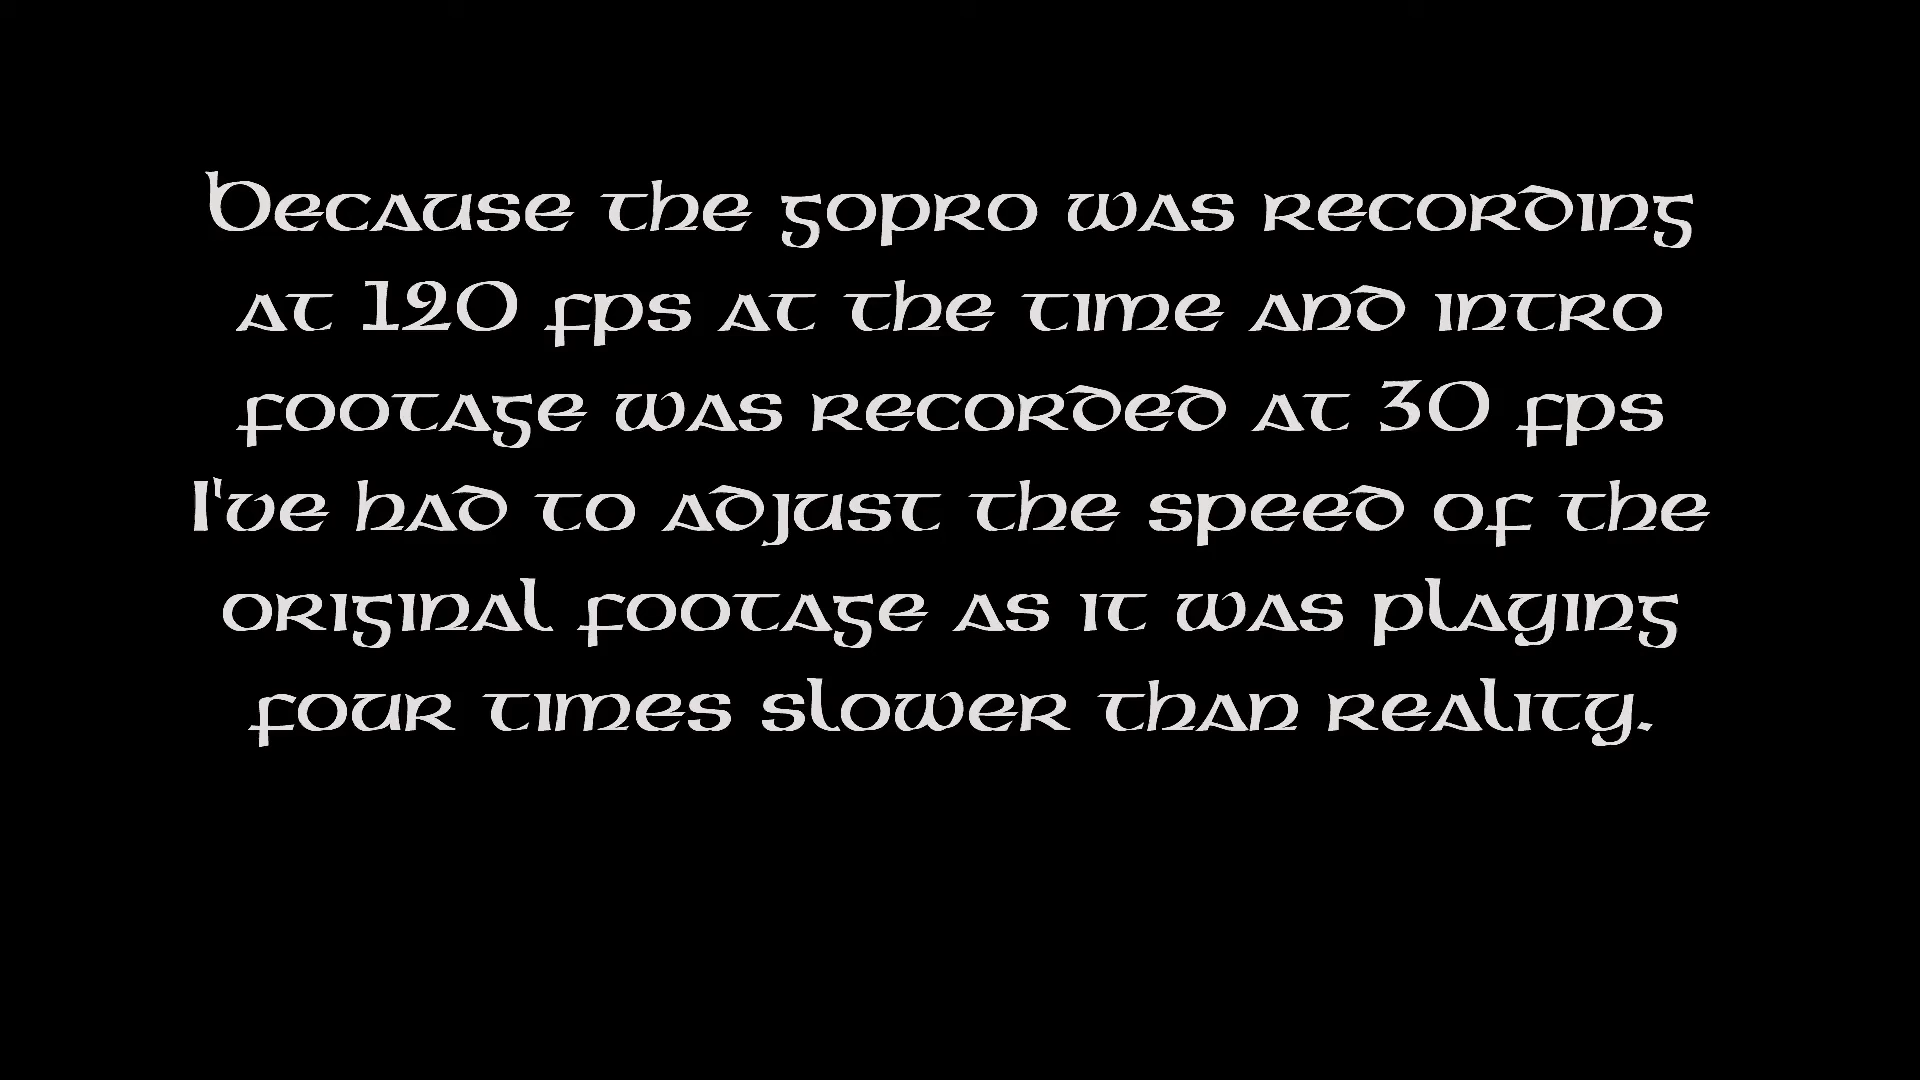 Because the gopro was recording
at 120 fps at the time and intro
footage was recorded at 30 fps
I've had to adjust the speed of the
original footage as it was playing
four times slower than reality.